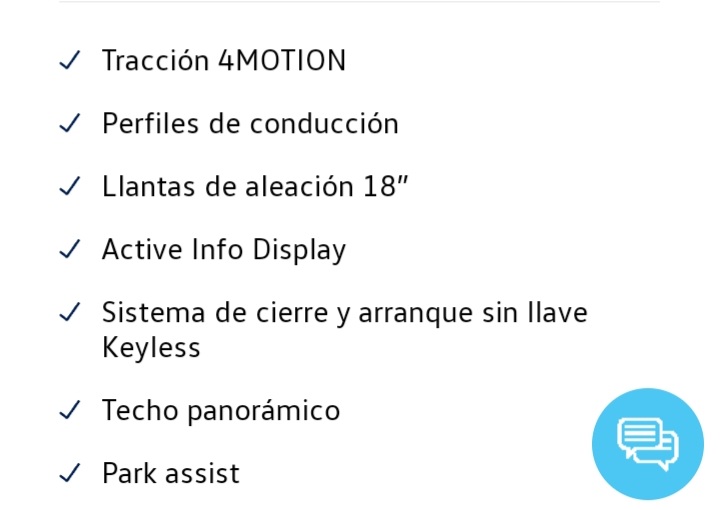 Tracción 4MOTION
Perfiles de conducción
Llantas de aleación 18"
Active Info Display
Sistema de cierre y arranque sin llave
Keyless
Techo panorámico
Park assist